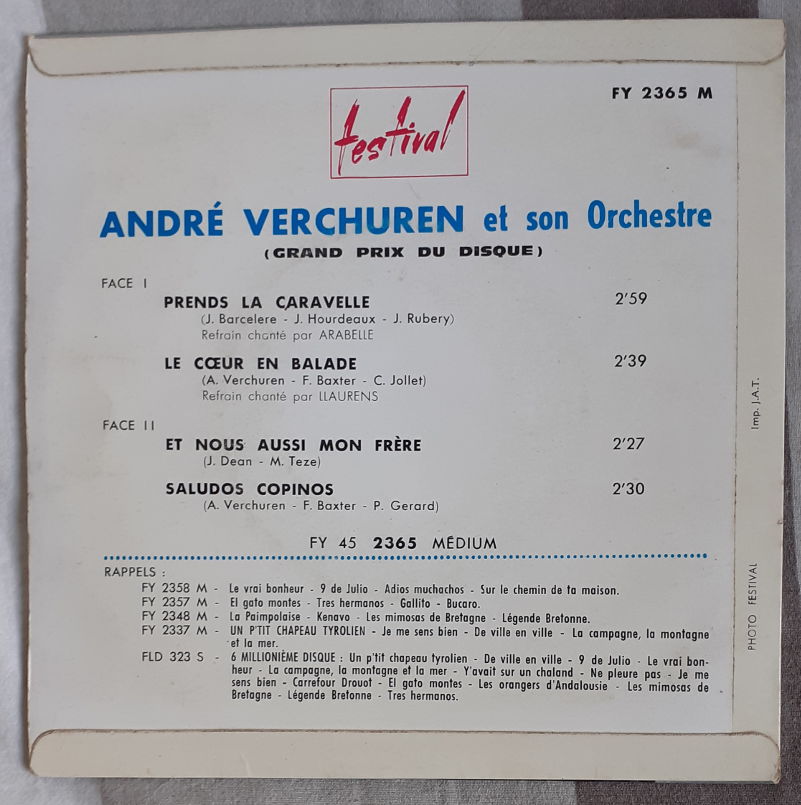 festival
FY 2365 M
ANDRÉ VERCHUREN et son Orchestre
(GRAND PRIX DU DISQUE)
FACE I
PRENDS LA CARAVELLE 2'59
(J. Barcelere - J. Hourdeaux - J. Rubery)
Refrain chanté par ARABELLE
LE CŒUR EN BALADE 2'39
(A. Verchuren - F. Baxter - C. Jollet)
Refrain chanté par LLAURENS
FACE II
ET NOUS AUSSI MON FRÈRE 2'27
(J. Dean - M. Teze)
SALUDOS COPINOS 2'30
(A. Verchuren - F. Baxter - P. Gerard)
FY 45 2365 MÉDIUM
RAPPELS :
FY 2358 M - Le vrai bonheur - 9 de Julio - Adios muchachos - Sur le chemin de ta maison.
FY 2357 M - El gato montes - Tres hermanos - Gallito - Bucaro.
FY 2348 M - La Paimpolaise - Kenavo - Les mimosas de Bretagne - Légende Bretonne.
FY 2337 M - UN P'TIT CHAPEAU TYROLIEN - Je me sens bien - De ville en ville - La campagne, la montagne
et la mer.
FLD 323 S - 6 MILLIONIÈME DISQUE : Un p'tit chapeau tyrolien - De ville en ville - 9 de Julio - Le vrai bon-
heur - La campagne, la montagne et la mer - Y'avait sur un chaland - Ne pleure pas - Je me
sens bien - Carrefour Drouot - El gato montes - Les orangers d'Andalousie - Les mimosas de
Bretagne - Légende Bretonne - Tres hermanos.
Imp. J.A.T.
PHOTO FESTIVAL